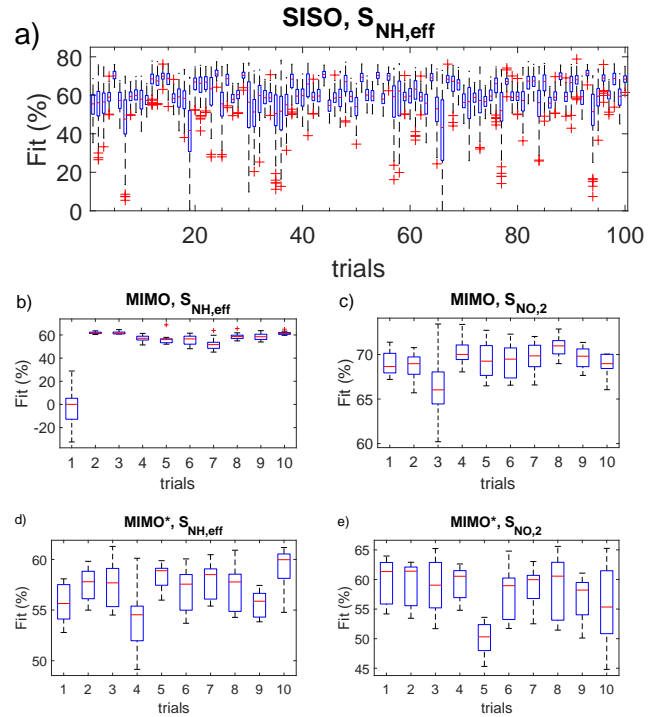 a)
SISO, S_NH,eff
Fit (%)
80
60
40
20
0
20 40 60 80 100
trials
b)
MIMO, S_NH,eff
Fit (%)
60
40
20
0
-20
1 2 3 4 5 6 7 8 9 10
trials
c)
MIMO, S_NO,2
Fit (%)
70
65
60
1 2 3 4 5 6 7 8 9 10
trials
d)
MIMO*, S_NH,eff
Fit (%)
60
55
50
1 2 3 4 5 6 7 8 9 10
trials
e)
MIMO*, S_NO,2
Fit (%)
65
60
55
50
45
1 2 3 4 5 6 7 8 9 10
trials